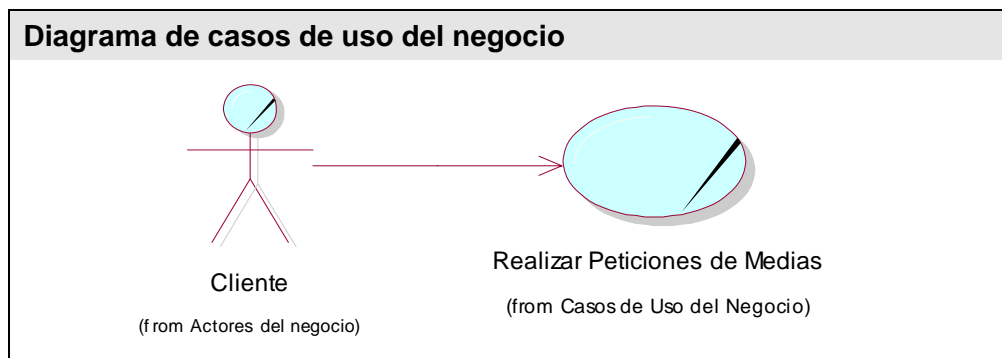 Diagrama de casos de uso del negocio
Cliente
(from Actores del negocio)
Realizar Peticiones de Medias
(from Casos de Uso del Negocio)